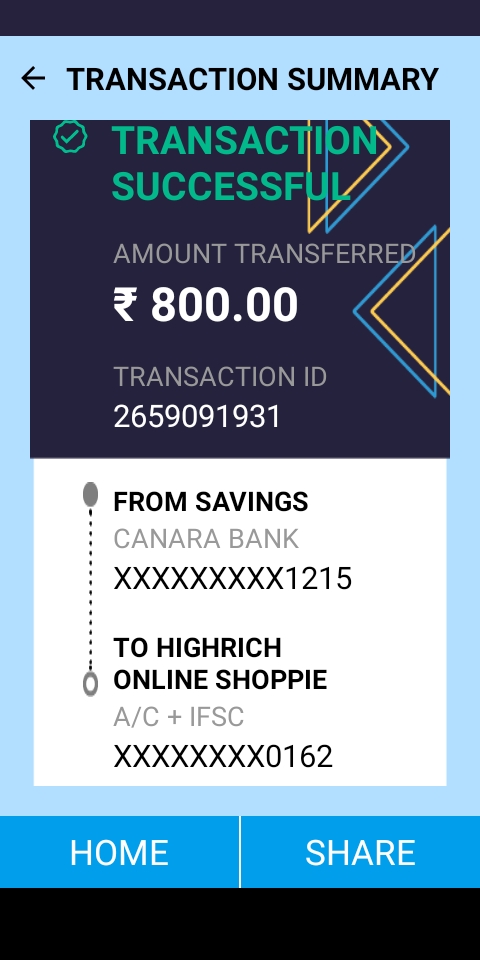 TRANSACTION SUMMARY
TRANSACTION
SUCCESSFUL
AMOUNT TRANSFERRED
₹ 800.00
TRANSACTION ID
2659091931
FROM SAVINGS
CANARA BANK
XXXXXXXXX1215
TO HIGHRICH
ONLINE SHOPPIE
A/C + IFSC
XXXXXXXX0162
HOME
SHARE